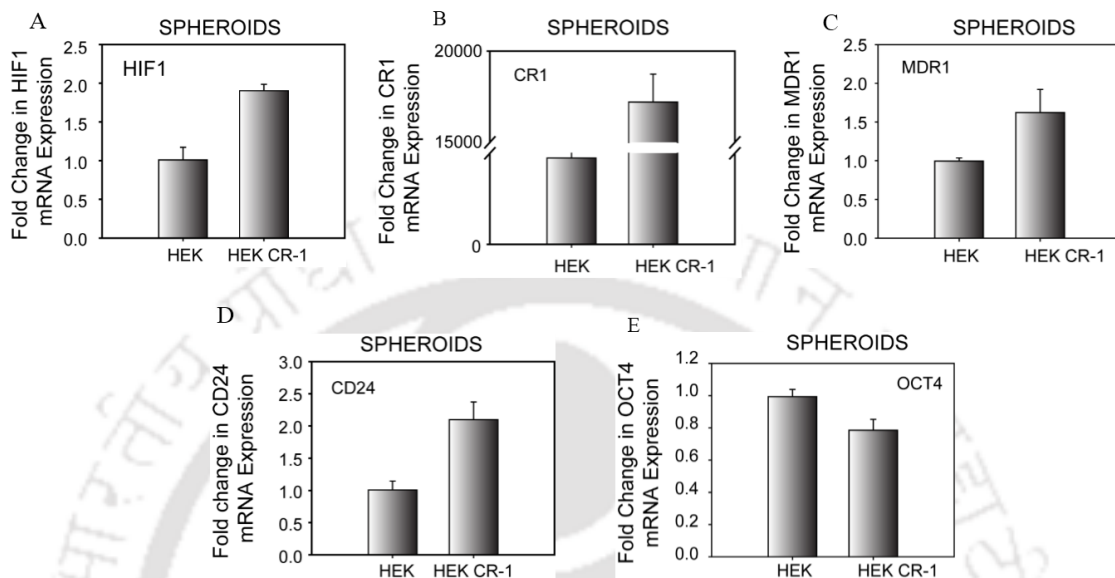 A
SPHEROIDS
HIF1
Fold Change in HIF1
mRNA Expression
2.5
2.0
1.5
1.0
0.5
0.0
HEK HEK CR-1
B
SPHEROIDS
CR1
Fold Change in CR1
mRNA Expression
20000
15000
0
HEK HEK CR-1
C
SPHEROIDS
MDR1
Fold Change in MDR1
mRNA Expression
2.5
2.0
1.5
1.0
0.5
0.0
HEK HEK CR-1
D
SPHEROIDS
CD24
Fold change in CD24
mRNA Expression
3.0
2.5
2.0
1.5
1.0
0.5
0.0
HEK HEK CR-1
E
SPHEROIDS
OCT4
Fold Change in OCT4
mRNA Expression
1.2
1.0
0.8
0.6
0.4
0.2
0.0
HEK HEK CR-1